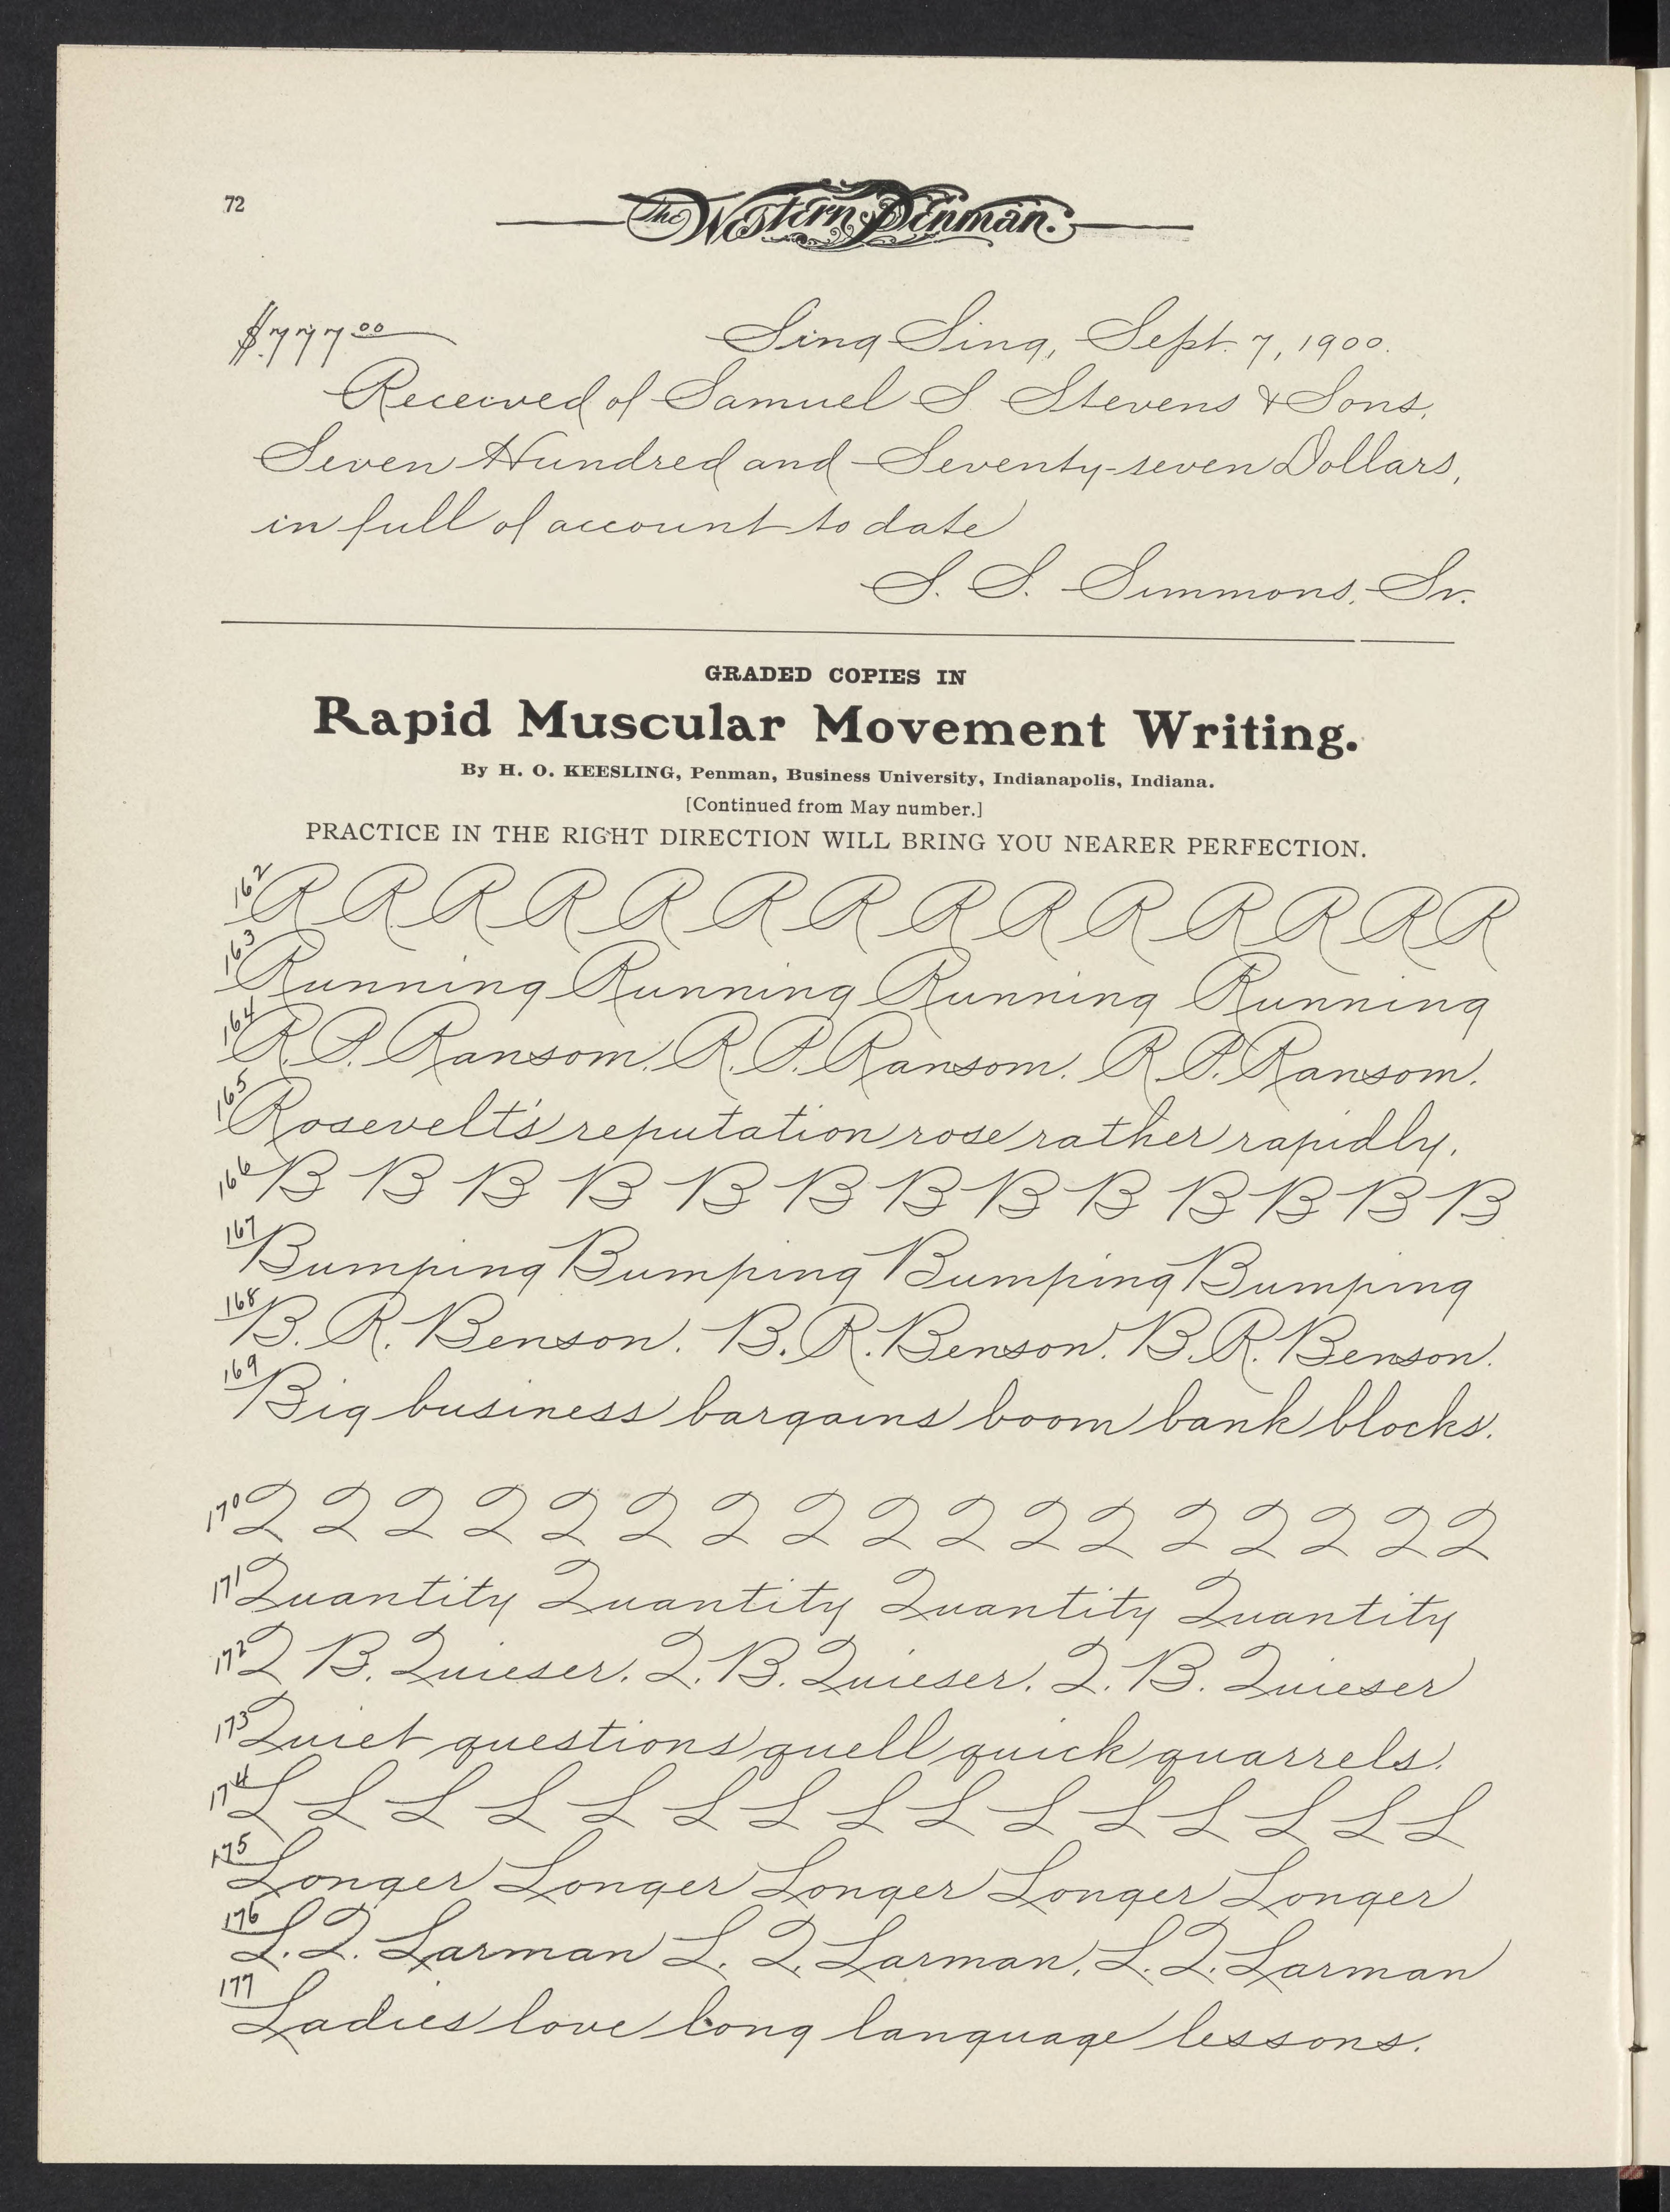 72
The Western Penman.
$777.00 Sing Sing, Sept. 7, 1900.
Received of Samuel S Stevens & Sons,
Seven Hundred and Seventy-seven Dollars,
in full of account to date
S. S. Simmons, Sr.
GRADED COPIES IN
Rapid Muscular Movement Writing.
By H. O. KEESLING, Penman, Business University, Indianapolis, Indiana.
[Continued from May number.]
PRACTICE IN THE RIGHT DIRECTION WILL BRING YOU NEARER PERFECTION.
162 R R R R R R R R R R R R R R
163 Running Running Running Running
164 R. P. Ransom. R. P. Ransom. R. P. Ransom.
165 Rosevelt's reputation rose rather rapidly.
166 B B B B B B B B B B B B B
167 Bumping Bumping Bumping Bumping
168 B. R. Benson. B. R. Benson. B. R. Benson.
169 Big business bargains boom bank blocks.
170 Q Q Q Q Q Q Q Q Q Q Q Q Q Q Q Q
171 Quantity Quantity Quantity Quantity
172 Q B. Quieser. Q. B. Quieser. Q. B. Quieser
173 Quiet questions quell quick quarrels.
174 L L L L L L L L L L L L L L L
175 Longer Longer Longer Longer Longer
176 L. Q. Larman L. Q. Larman, L. Q. Larman
177 Ladies love long language lessons.